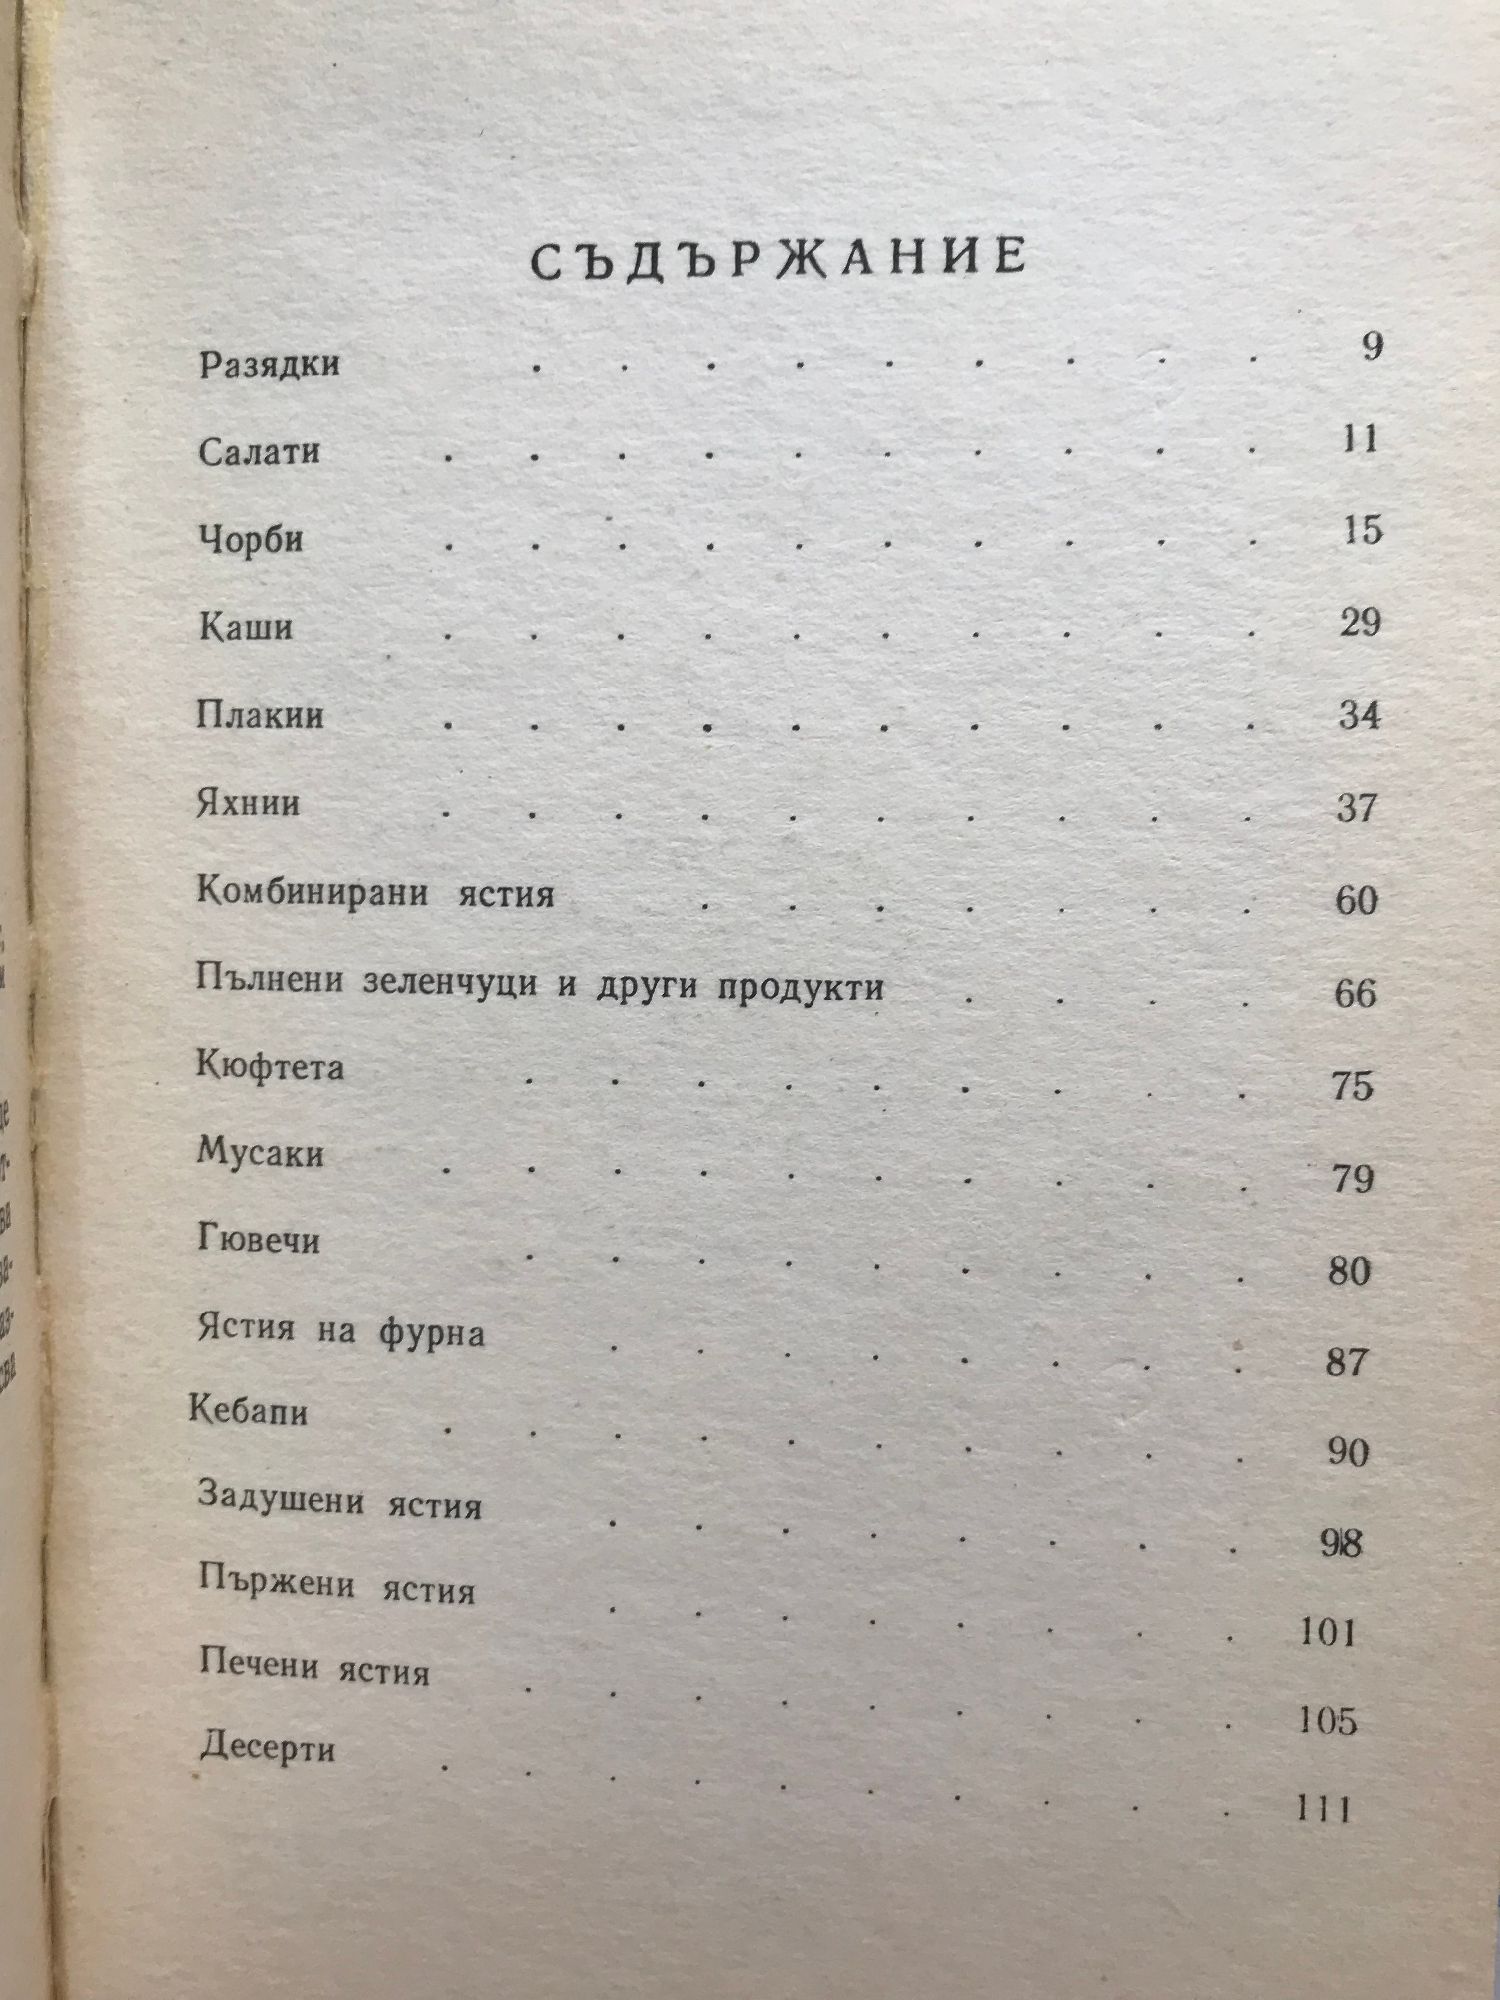 СЪДЪРЖАНИЕ
Разядки . . . . . . . . . 9
Салати . . . . . . . . . . 11
Чорби . . . . . . . . . . 15
Каши . . . . . . . . . . 29
Плакии . . . . . . . . . . 34
Яхнии . . . . . . . . . . 37
Комбинирани ястия . . . . . . . 60
Пълнени зеленчуци и други продукти . . . . 66
Кюфтета . . . . . . . . . 75
Мусаки . . . . . . . . . . 79
Гювечи . . . . . . . . . 80
Ястия на фурна . . . . . . . . 87
Кебапи . . . . . . . . . . 90
Задушени ястия . . . . . . . . 98
Пържени ястия . . . . . . . . 101
Печени ястия . . . . . . . . . 105
Десерти . . . . . . . . . . 111